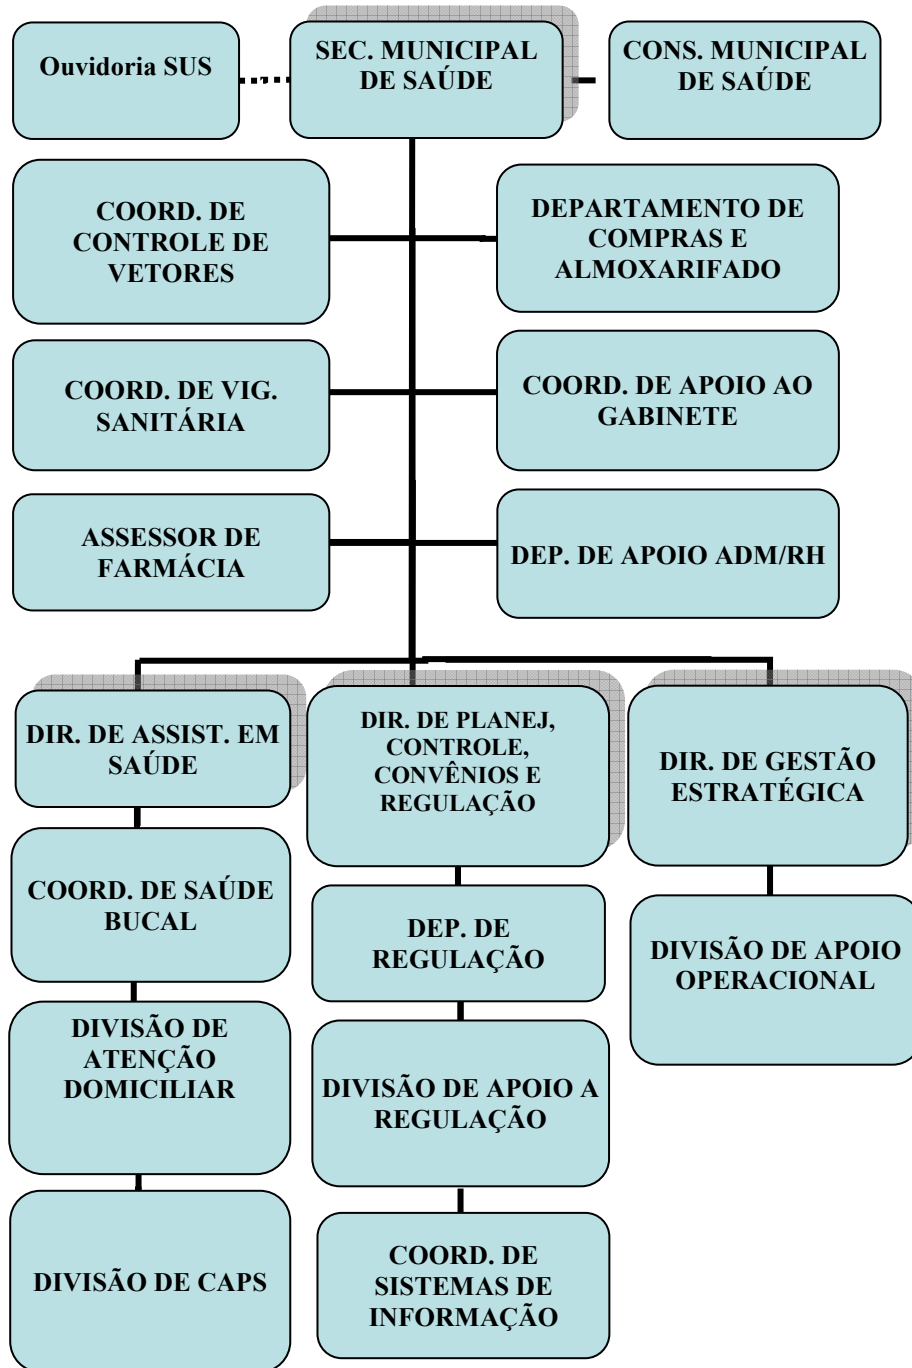 Ouvidoria SUS
SEC. MUNICIPAL
DE SAÚDE
CONS. MUNICIPAL
DE SAÚDE
COORD. DE
CONTROLE DE
VETORES
DEPARTAMENTO DE
COMPRAS E
ALMOXARIFADO
COORD. DE VIG.
SANITÁRIA
COORD. DE APOIO AO
GABINETE
ASSESSOR DE
FARMÁCIA
DEP. DE APOIO ADM/RH
DIR. DE ASSIST. EM
SAÚDE
DIR. DE PLANEJ,
CONTROLE,
CONVÊNIOS E
REGULAÇÃO
DIR. DE GESTÃO
ESTRATÉGICA
COORD. DE SAÚDE
BUCAL
DEP. DE
REGULAÇÃO
DIVISÃO DE APOIO
OPERACIONAL
DIVISÃO DE
ATENÇÃO
DOMICILIAR
DIVISÃO DE APOIO A
REGULAÇÃO
DIVISÃO DE CAPS
COORD. DE
SISTEMAS DE
INFORMAÇÃO